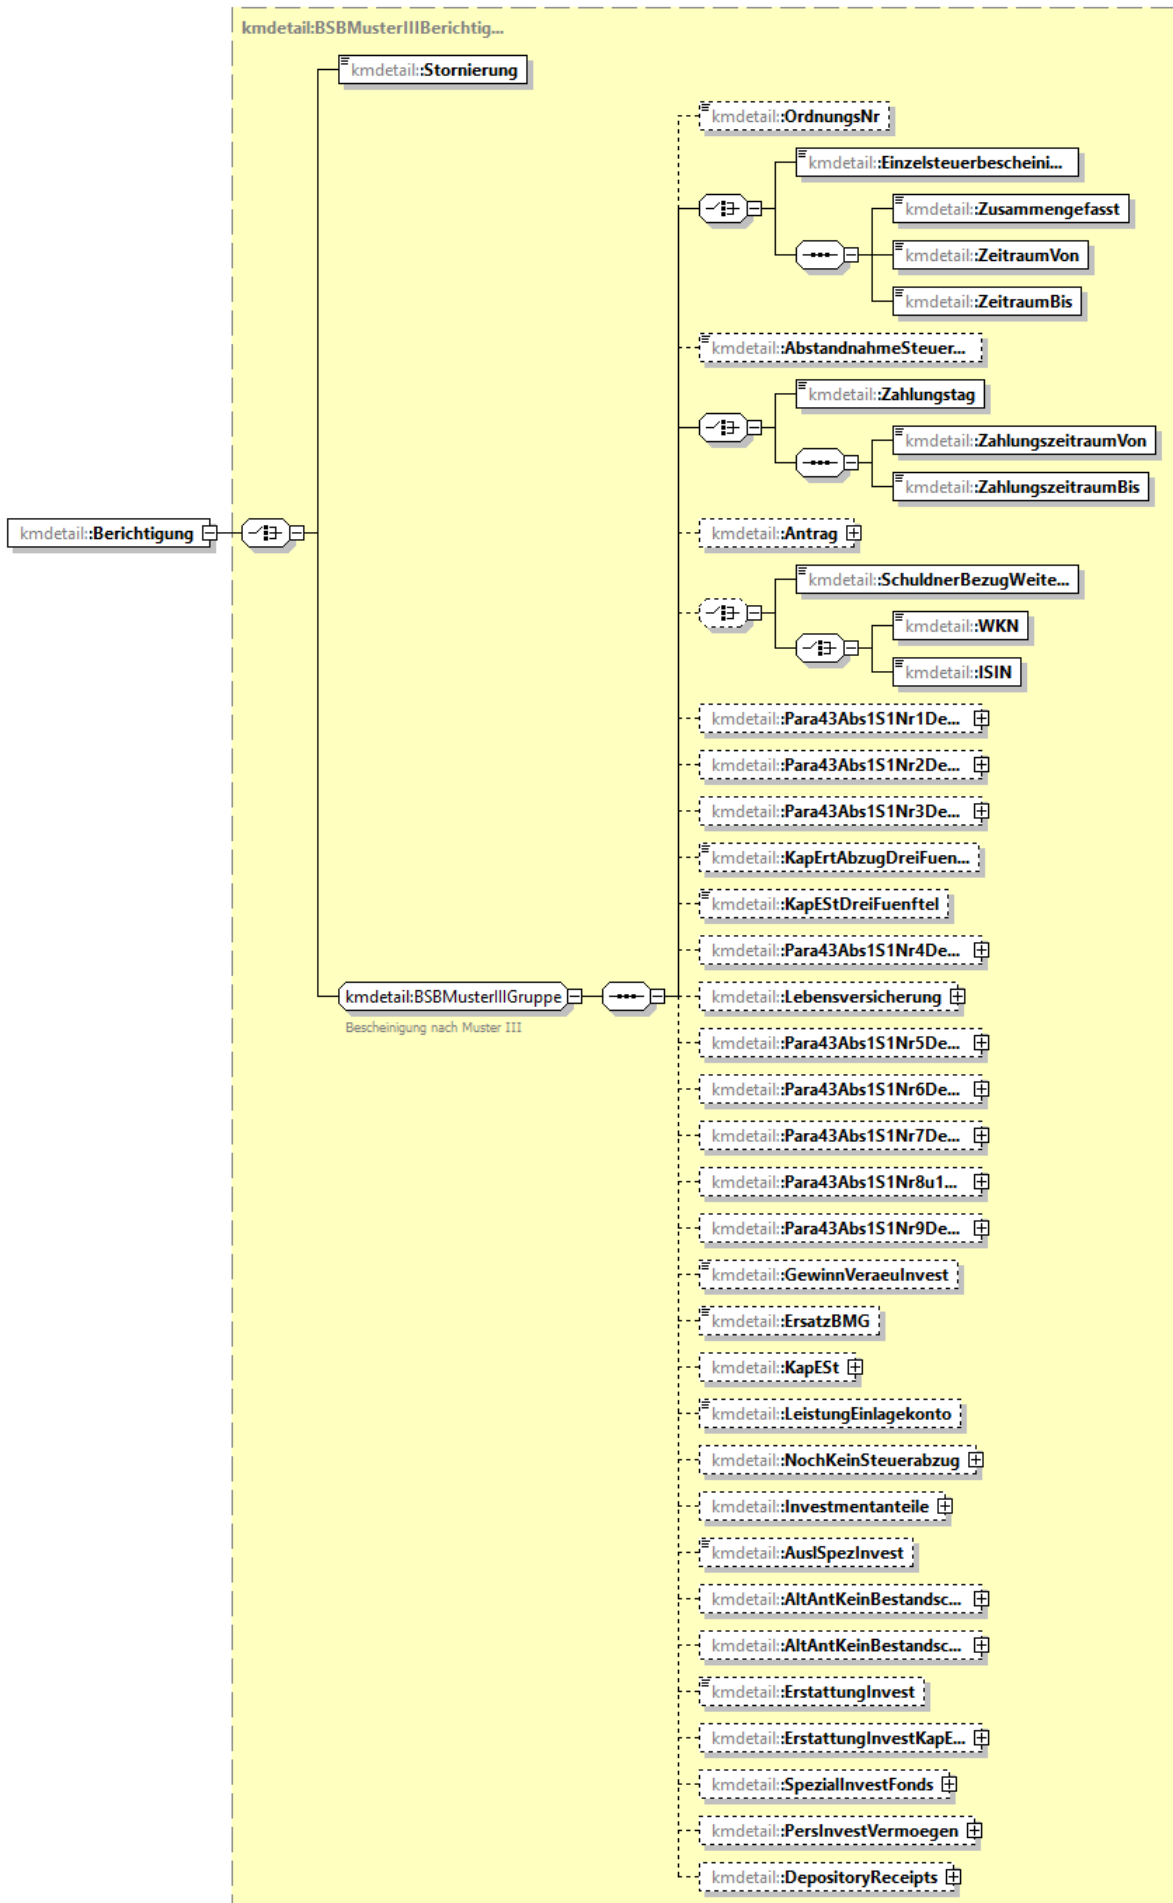 kmdetail:BSBMusterIIIBerichtig...
kmdetail::Stornierung
kmdetail::OrdnungsNr
kmdetail::Einzelsteuerbescheini...
kmdetail::Zusammengefasst
kmdetail::ZeitraumVon
kmdetail::ZeitraumBis
kmdetail::AbstandnahmeSteuer...
kmdetail::Zahlungstag
kmdetail::ZahlungszeitraumVon
kmdetail::ZahlungszeitraumBis
kmdetail::Berichtigung
kmdetail::Antrag
kmdetail::SchuldnerBezugWeite...
kmdetail::WKN
kmdetail::ISIN
kmdetail::Para43Abs1S1Nr1De...
kmdetail::Para43Abs1S1Nr2De...
kmdetail::Para43Abs1S1Nr3De...
kmdetail::KapErtAbzugDreiFuen...
kmdetail::KapEStDreiFuenftel
kmdetail::Para43Abs1S1Nr4De...
kmdetail:BSBMusterIIIGruppe
Bescheinigung nach Muster III
kmdetail::Lebensversicherung
kmdetail::Para43Abs1S1Nr5De...
kmdetail::Para43Abs1S1Nr6De...
kmdetail::Para43Abs1S1Nr7De...
kmdetail::Para43Abs1S1Nr8u1...
kmdetail::Para43Abs1S1Nr9De...
kmdetail::GewinnVeraeuInvest
kmdetail::ErsatzBMG
kmdetail::KapESt
kmdetail::LeistungEinlagekonto
kmdetail::NochKeinSteuerabzug
kmdetail::Investmentanteile
kmdetail::AuslSpezInvest
kmdetail::AltAntKeinBestandsc...
kmdetail::AltAntKeinBestandsc...
kmdetail::ErstattungInvest
kmdetail::ErstattungInvestKapE...
kmdetail::SpezialInvestFonds
kmdetail::PersInvestVermoegen
kmdetail::DepositoryReceipts